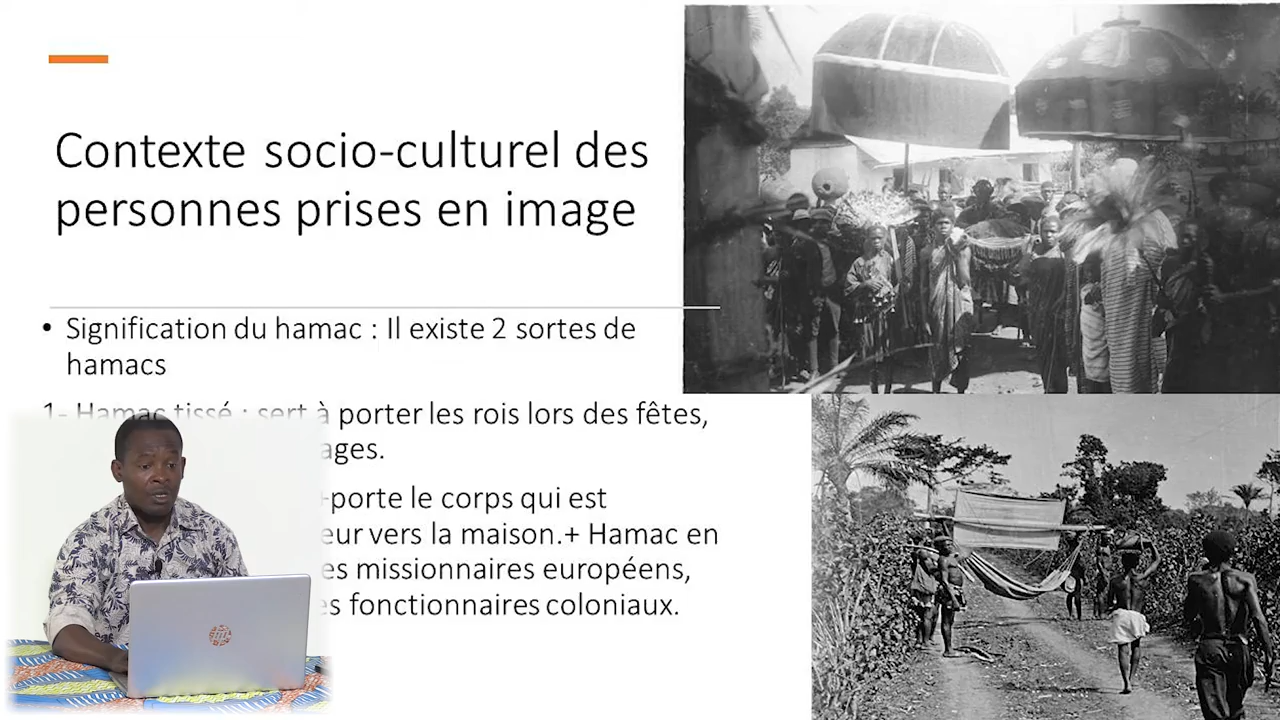 Contexte socio-culturel des
personnes prises en image
• Signification du hamac : Il existe 2 sortes de
hamacs
1- Hamac tissé : sert à porter les rois lors des fêtes,
ages.
porte le corps qui est
eur vers la maison.+ Hamac en
es missionnaires européens,
es fonctionnaires coloniaux.
hp